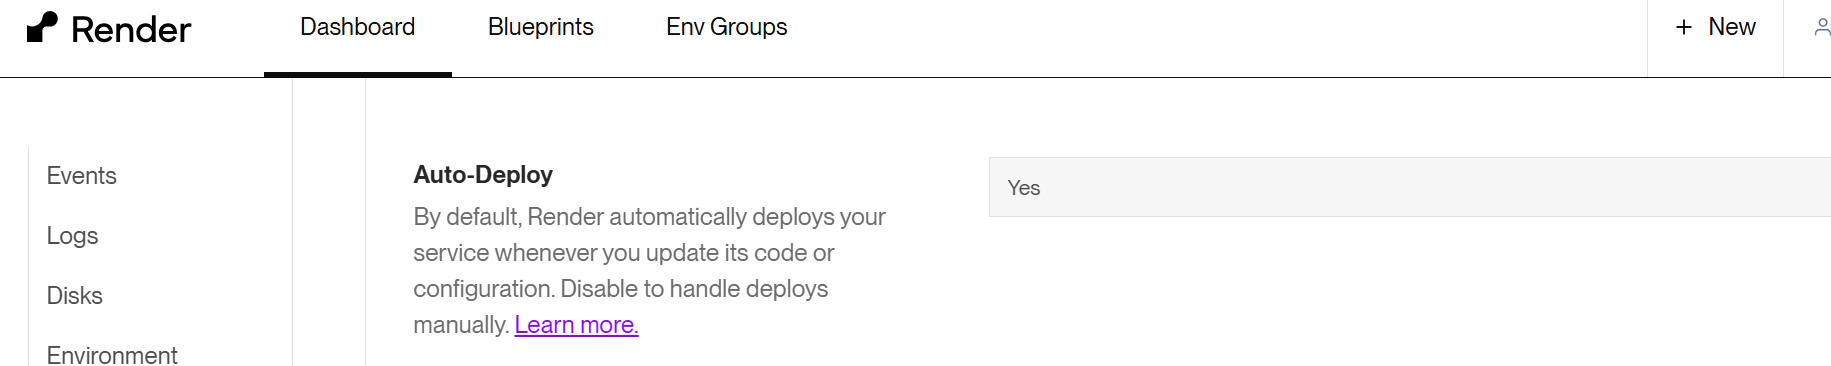 Render
Dashboard
Blueprints
Env Groups
+ New
Events
Logs
Disks
Environment
Auto-Deploy
By default, Render automatically deploys your
service whenever you update its code or
configuration. Disable to handle deploys
manually. Learn more.
Yes